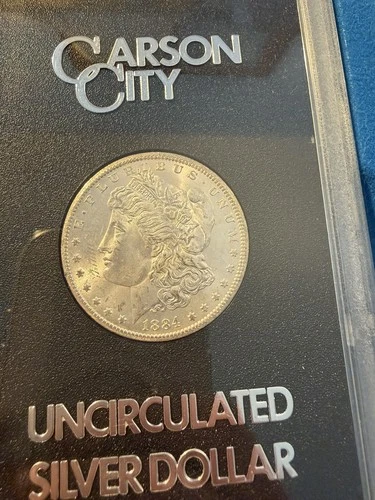 CARSON
CITY
E·PLURIBUS·UNUM
1884
UNCIRCULATED
SILVER DOLLAR